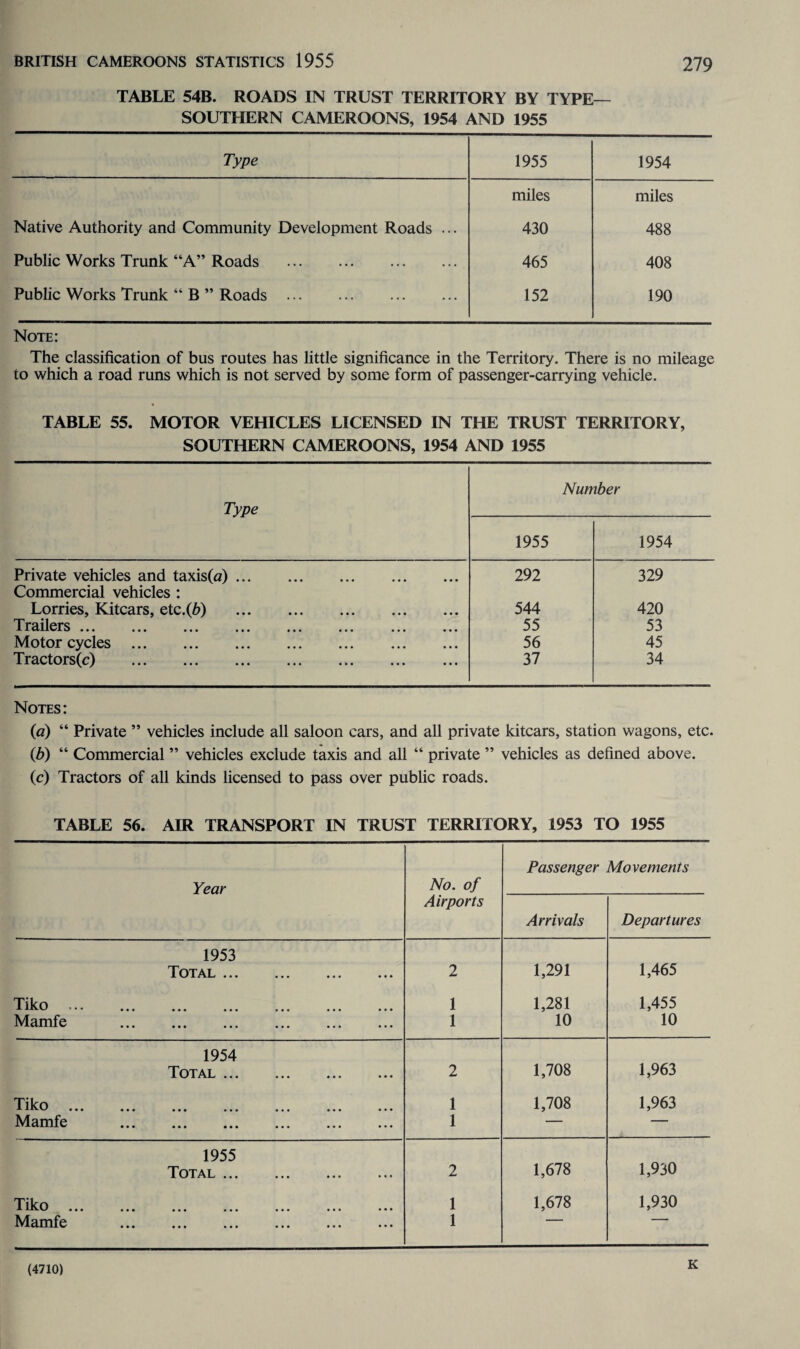 BRITISH CAMEROONS STATISTICS 1955 279
TABLE 54B. ROADS IN TRUST TERRITORY BY TYPE—
SOUTHERN CAMEROONS, 1954 AND 1955
Type 1955 1954
miles miles
Native Authority and Community Development Roads ... 430 488
Public Works Trunk “A” Roads ... ... ... ... 465 408
Public Works Trunk “ B ” Roads ... ... ... ... 152 190
NOTE:
The classification of bus routes has little significance in the Territory. There is no mileage
to which a road runs which is not served by some form of passenger-carrying vehicle.
TABLE 55. MOTOR VEHICLES LICENSED IN THE TRUST TERRITORY,
SOUTHERN CAMEROONS, 1954 AND 1955
Type Number
1955 1954
Private vehicles and taxis(a) ... ... ... ... ... 292 329
Commercial vehicles :
Lorries, Kitcars, etc.(b) ... ... ... ... ... 544 420
Trailers ... ... ... ... ... ... ... ... 55 53
Motor cycles ... ... ... ... ... ... ... 56 45
Tractors(c) ... ... ... ... ... ... ... 37 34
NOTES:
(a) “ Private ” vehicles include all saloon cars, and all private kitcars, station wagons, etc.
(b) “ Commercial ” vehicles exclude taxis and all “ private ” vehicles as defined above.
(c) Tractors of all kinds licensed to pass over public roads.
TABLE 56. AIR TRANSPORT IN TRUST TERRITORY, 1953 TO 1955
Year No. of Airports Passenger Movements
Arrivals Departures
1953
TOTAL ... ... ... ... 2 1,291 1,465
Tiko ... ... ... ... ... ... ... 1 1,281 1,455
Mamfe ... ... ... ... ... ... 1 10 10
1954
TOTAL ... ... ... ... 2 1,708 1,963
Tiko ... ... ... ... ... ... ... 1 1,708 1,963
Mamfe ... ... ... ... ... ... 1 — —
1955
TOTAL ... ... ... ... 2 1,678 1,930
Tiko ... ... ... ... ... ... ... 1 1,678 1,930
Mamfe ... ... ... ... ... ... 1 — —
(4710) K